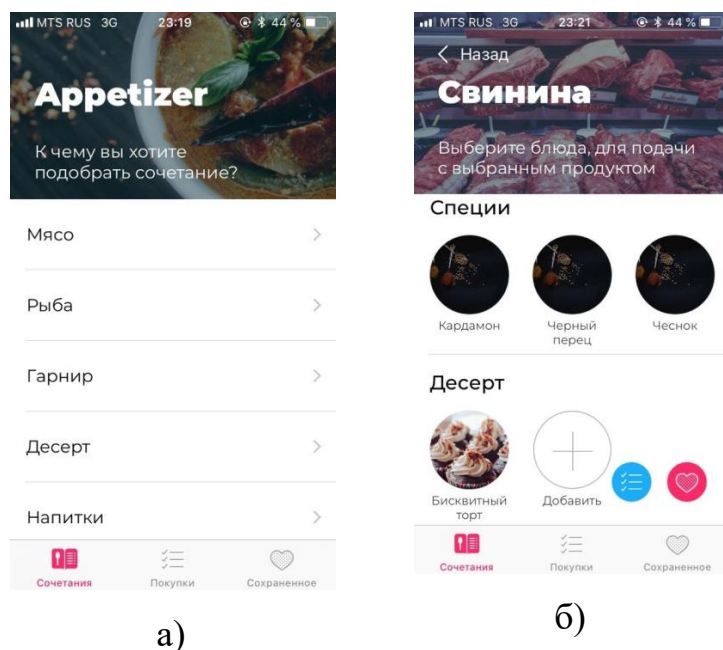 MTS RUS 3G 23:19 44 %
Appetizer
К чему вы хотите
подобрать сочетание?
Мясо
Рыба
Гарнир
Десерт
Напитки
Сочетания Покупки Сохраненное
а)
MTS RUS 3G 23:21 44 %
Назад
Свинина
Выберите блюда, для подачи
с выбранным продуктом
Специи
Кардамон Черный Чеснок
перец
Десерт
Бисквитный Добавить
торт
Сочетания Покупки Сохраненное
б)